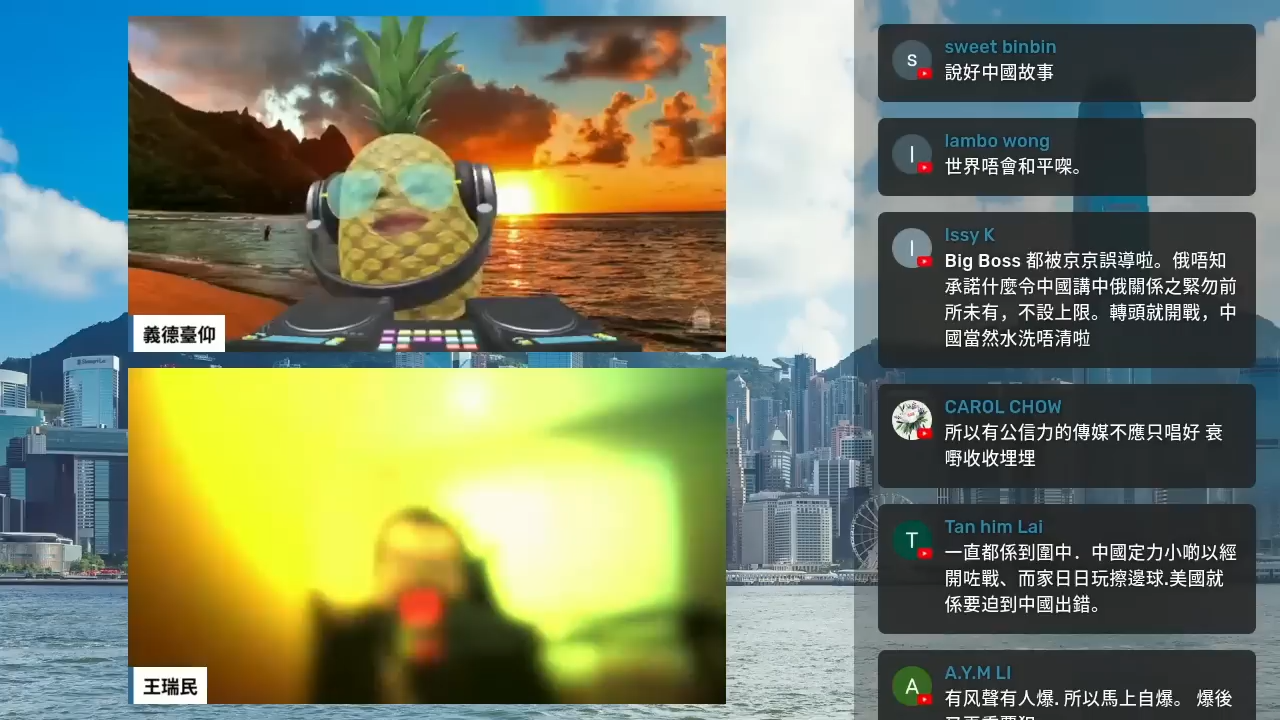 義德臺仰
王瑞民
S
sweet binbin
說好中國故事
l
lambo wong
世界唔會和平㗎。
I
Issy K
Big Boss 都被京京誤導啦。俄唔知
承諾什麼令中國講中俄關係之緊勿前
所未有，不設上限。轉頭就開戰，中
國當然水洗唔清啦
CAROL CHOW
所以有公信力的傳媒不應只唱好 衰
嘢收收埋埋
T
Tan him Lai
一直都係到圍中．中國定力小啲以經
開咗戰、而家日日玩擦邊球.美國就
係要迫到中國出錯。
A
A.Y.M LI
有风聲有人爆. 所以馬上自爆。 爆後